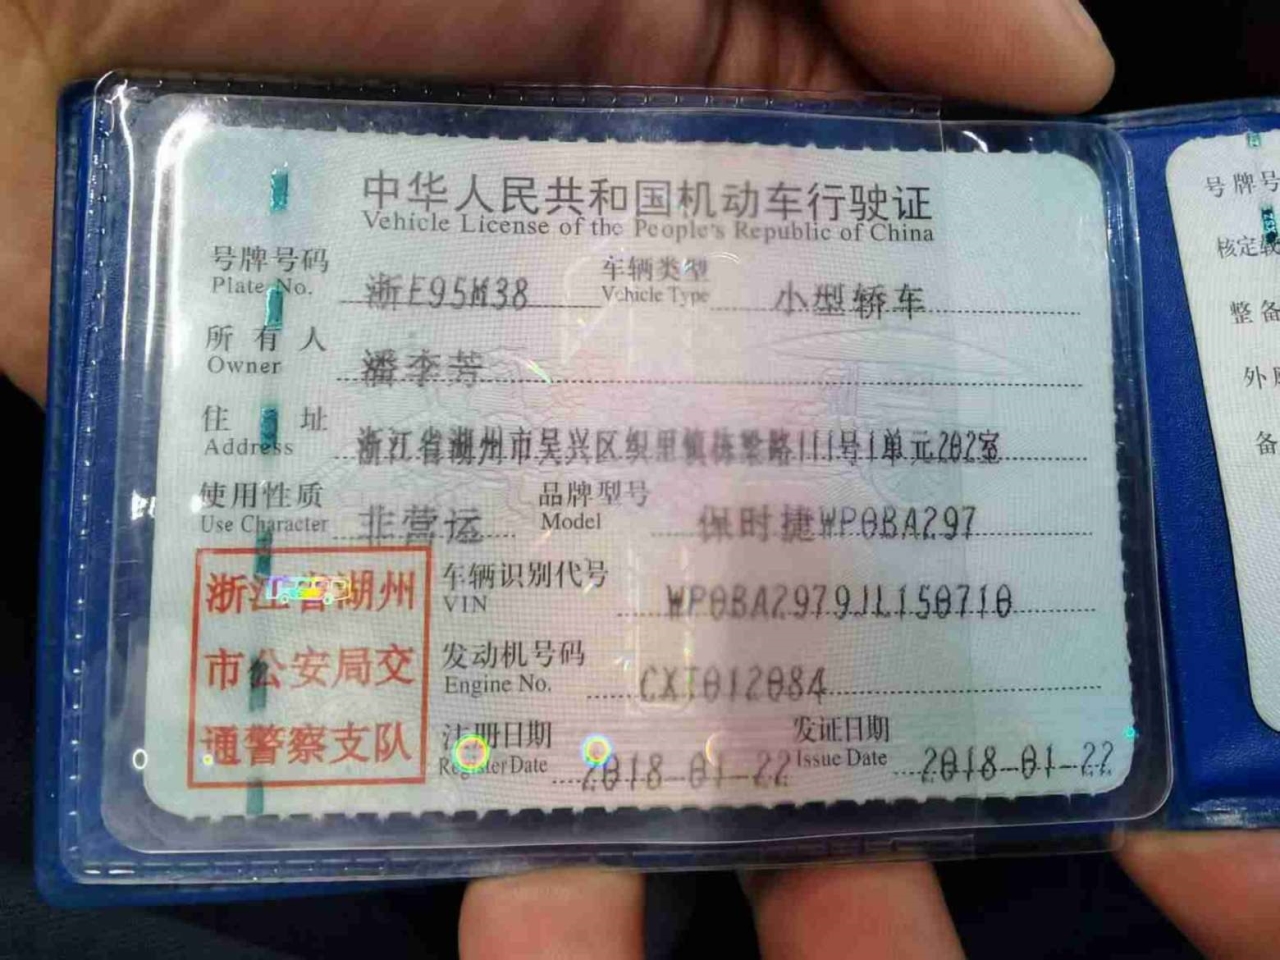 中华人民共和国机动车行驶证
Vehicle License of the People's Republic of China
号牌号码 浙E95M38 车辆类型 小型轿车
Plate No. Vehicle Type
所有人 潘李芳
Owner
住址 浙江省湖州市吴兴区织里镇栋梁路111号1单元202室
Address
使用性质 非营运 品牌型号 保时捷WP0BA297
Use Character Model
浙江省湖州
市公安局交
通警察支队
车辆识别代号 WP0BA2979JL150710
VIN
发动机号码 CXT012084
Engine No.
注册日期 2018-01-22 发证日期 2018-01-22
Register Date Issue Date
号牌号
核定载
整备
外廓
备